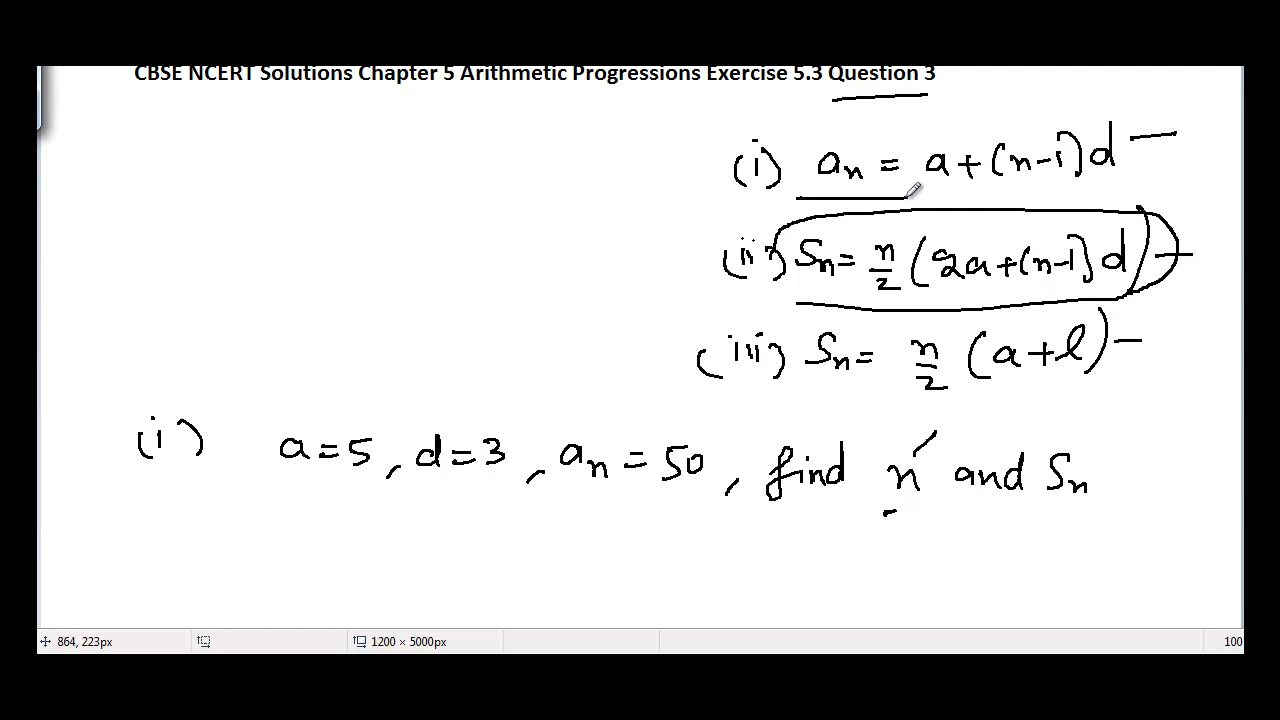 CBSE NCERT Solutions Chapter 5 Arithmetic Progressions Exercise 5.3 Question 3
(i) an = a+(n-1)d
(ii) Sn= n/2 (2a+(n-1)d)
(iii) Sn= n/2 (a+l)
(i) a=5, d=3, an=50, find n and Sn
864, 223px 1200 × 5000px 100